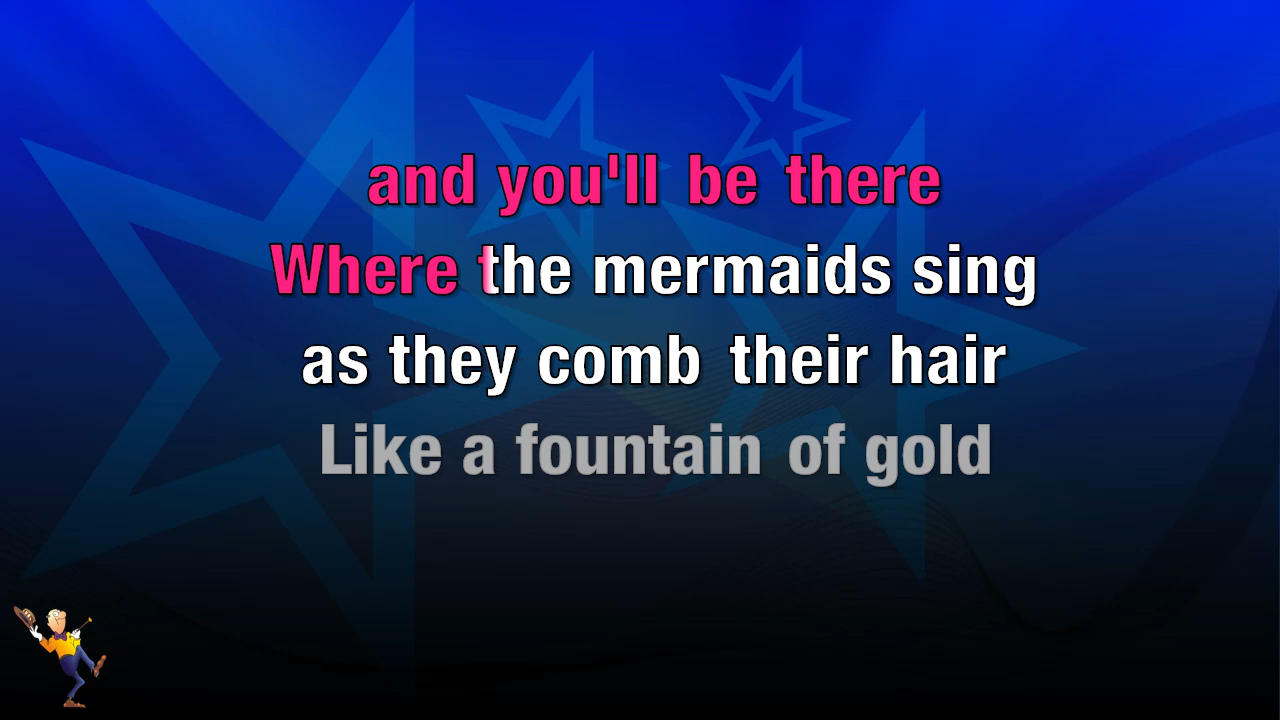 and you'll be there
Where the mermaids sing
as they comb their hair
Like a fountain of gold